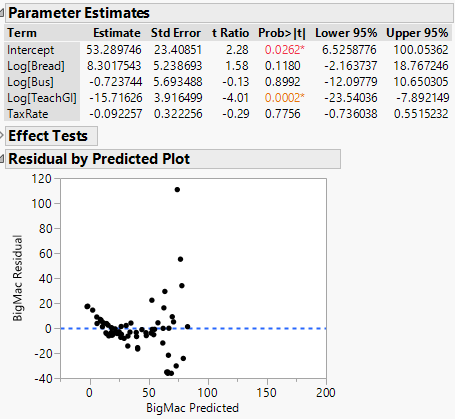 Parameter Estimates
Term Estimate Std Error t Ratio Prob>|t| Lower 95% Upper 95%
Intercept 53.289746 23.40851 2.28 0.0262* 6.5258776 100.05362
Log[Bread] 8.3017543 5.238693 1.58 0.1180 -2.163737 18.767246
Log[Bus] -0.723744 5.693488 -0.13 0.8992 -12.09779 10.650305
Log[TeachGI] -15.71626 3.916499 -4.01 0.0002* -23.54036 -7.892149
TaxRate -0.092257 0.322256 -0.29 0.7756 -0.736038 0.5515232
Effect Tests
Residual by Predicted Plot
120
100
80
60
40
20
0
-20
-40
BigMac Residual
0 50 100 150 200
BigMac Predicted